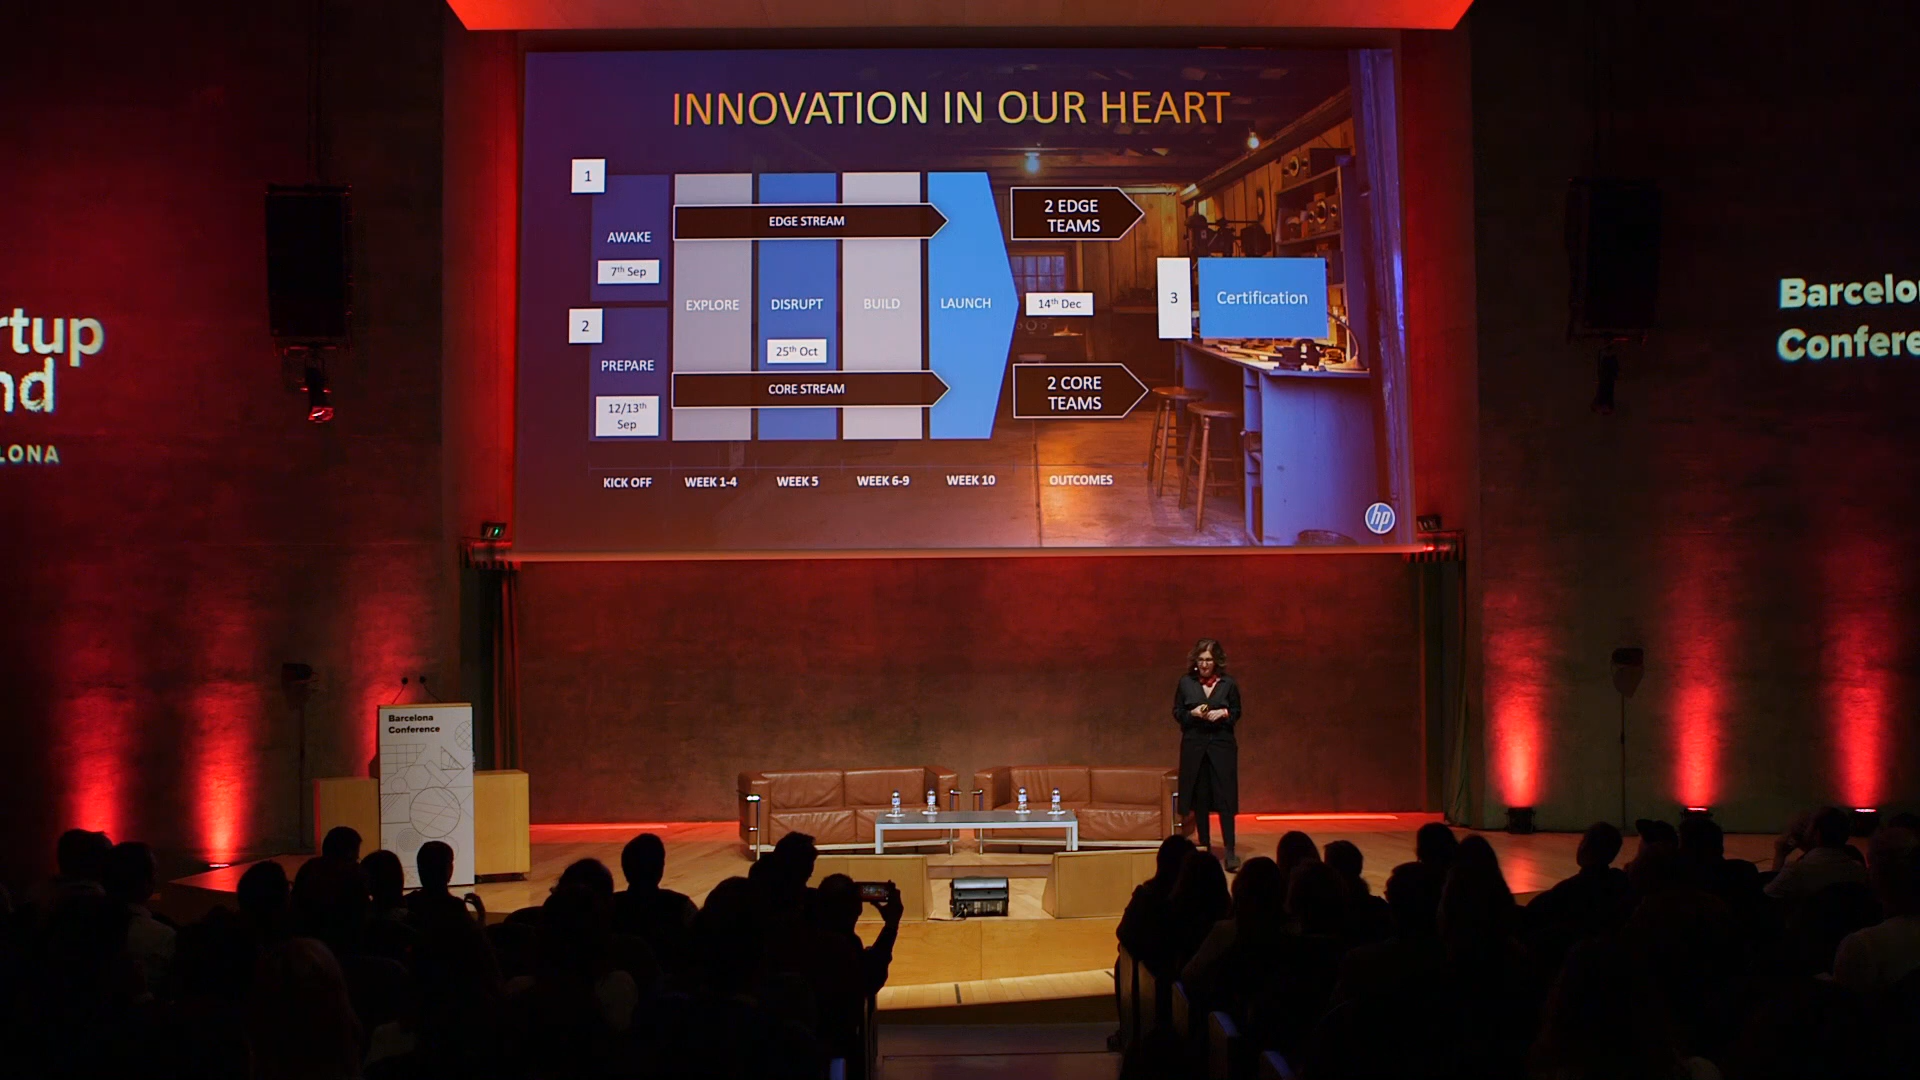 INNOVATION IN OUR HEART
1
AWAKE
7th Sep
2
PREPARE
12/13th
Sep
EDGE STREAM
EXPLORE
DISRUPT
BUILD
LAUNCH
25th Oct
CORE STREAM
2 EDGE
TEAMS
14th Dec
2 CORE
TEAMS
3
Certification
KICK OFF
WEEK 1-4
WEEK 5
WEEK 6-9
WEEK 10
OUTCOMES
hp
rtup
nd
LONA
Barcelo
Confere
Barcelona
Conference